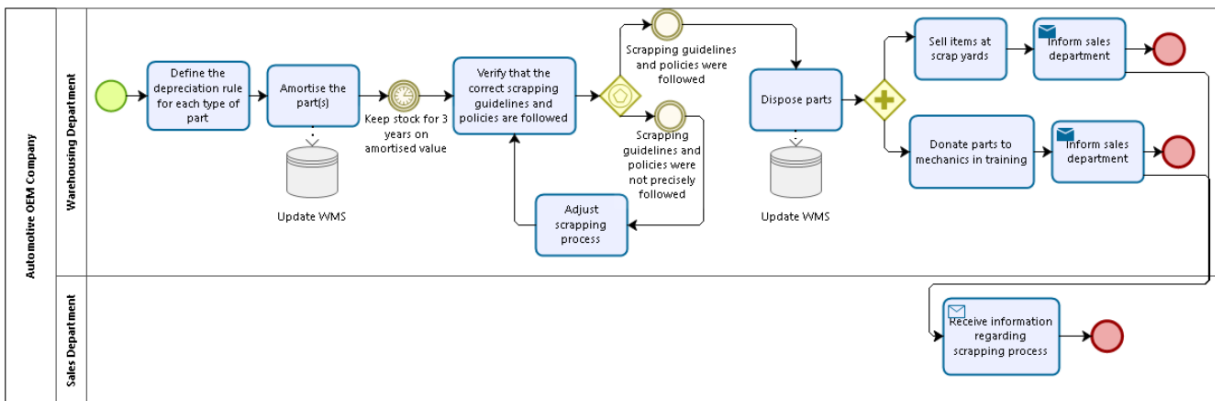 Automotive OEM Company
Warehousing Department
Define the
depreciation rule
for each type of
part
Amortise the
part(s)
Update WMS
Keep stock for 3
years on
amortised value
Verify that the
correct scrapping
guidelines and
policies are followed
Scrapping guidelines
and policies were
followed
Scrapping
guidelines and
policies were
not precisely
followed
Adjust
scrapping
process
Dispose parts
Update WMS
Sell items at
scrap yards
Inform sales
department
Donate parts to
mechanics in training
Inform sales
department
Sales Department
Receive information
regarding
scrapping process